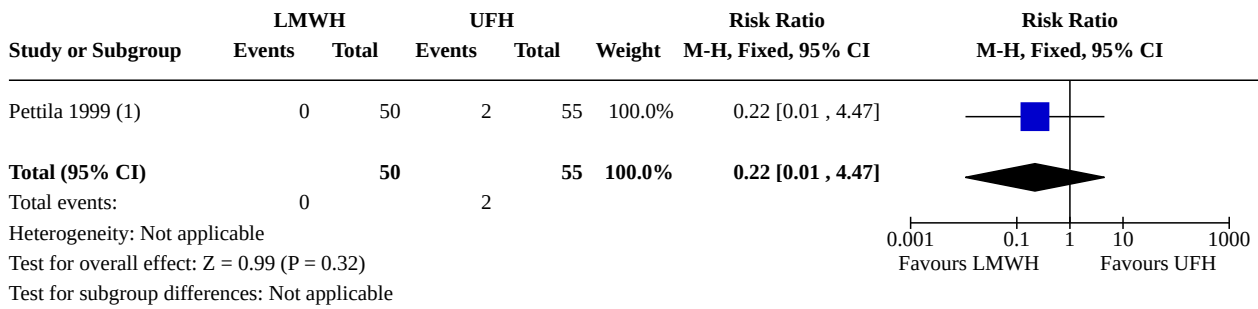 LMWH UFH Risk Ratio Risk Ratio
Study or Subgroup Events Total Events Total Weight M-H, Fixed, 95% CI M-H, Fixed, 95% CI
Pettila 1999 (1) 0 50 2 55 100.0% 0.22 [0.01 , 4.47]
Total (95% CI) 50 55 100.0% 0.22 [0.01 , 4.47]
Total events: 0 2
Heterogeneity: Not applicable
0.001 0.1 1 10 1000
Test for overall effect: Z = 0.99 (P = 0.32)
Favours LMWH Favours UFH
Test for subgroup differences: Not applicable